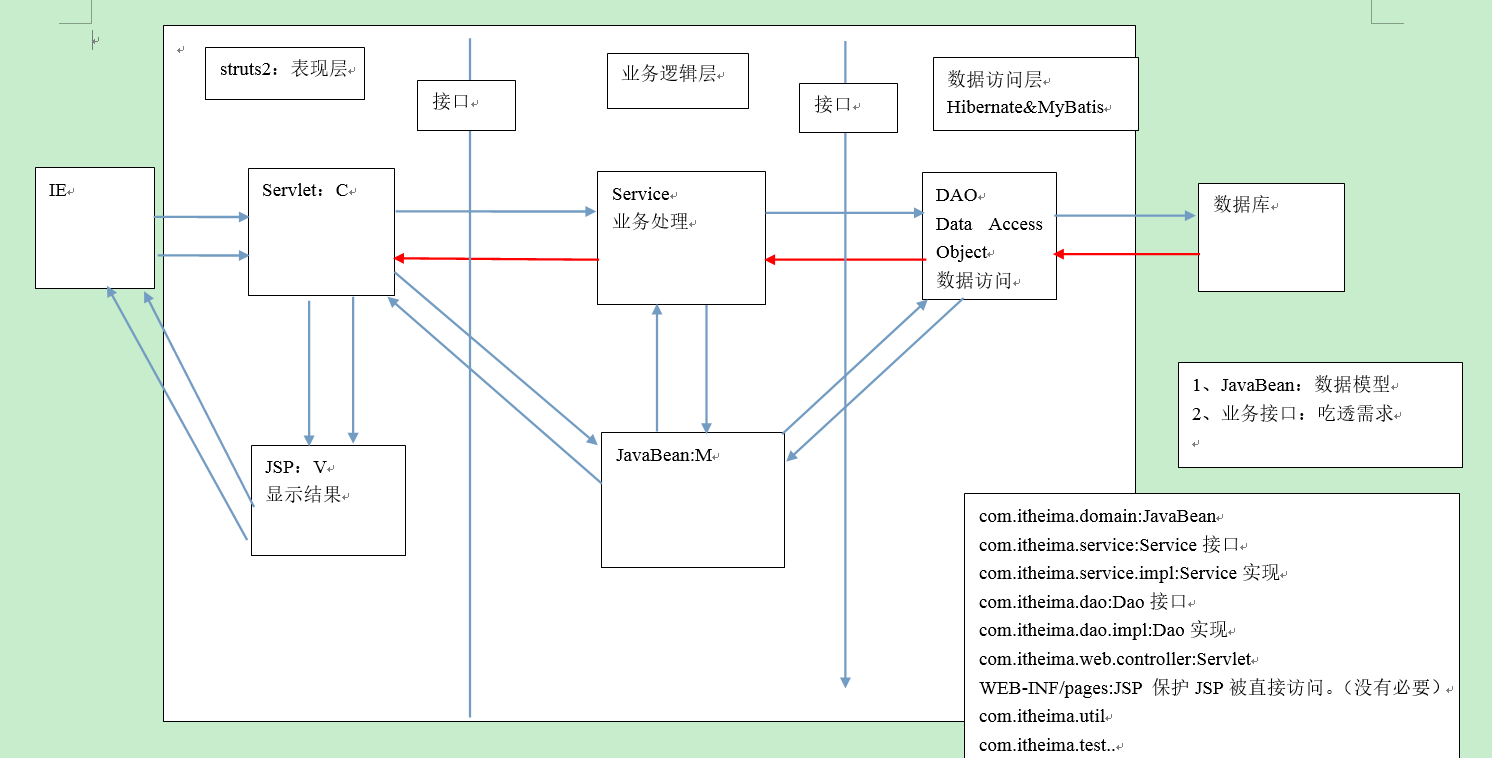 struts2：表现层
接口
业务逻辑层
接口
数据访问层
Hibernate&MyBatis
IE
Servlet：C
Service
业务处理
DAO
Data Access
Object
数据访问
数据库
JSP：V
显示结果
JavaBean:M
1、JavaBean：数据模型
2、业务接口：吃透需求
com.itheima.domain:JavaBean
com.itheima.service:Service 接口
com.itheima.service.impl:Service 实现
com.itheima.dao:Dao 接口
com.itheima.dao.impl:Dao 实现
com.itheima.web.controller:Servlet
WEB-INF/pages:JSP 保护 JSP 被直接访问。（没有必要）
com.itheima.util
com.itheima.test..